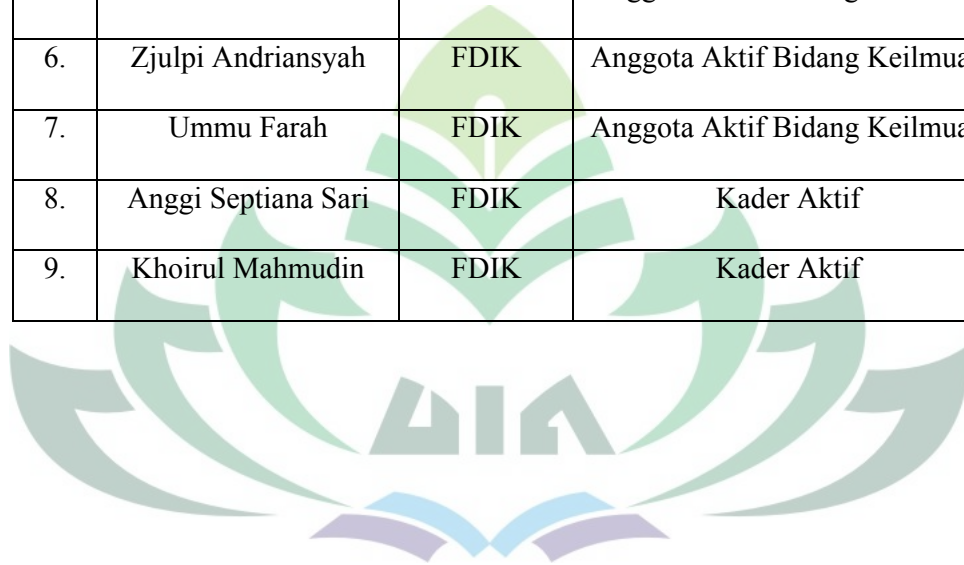 6. Zjulpi Andriansyah FDIK Anggota Aktif Bidang Keilmua
7. Ummu Farah FDIK Anggota Aktif Bidang Keilmua
8. Anggi Septiana Sari FDIK Kader Aktif
9. Khoirul Mahmudin FDIK Kader Aktif
UIN